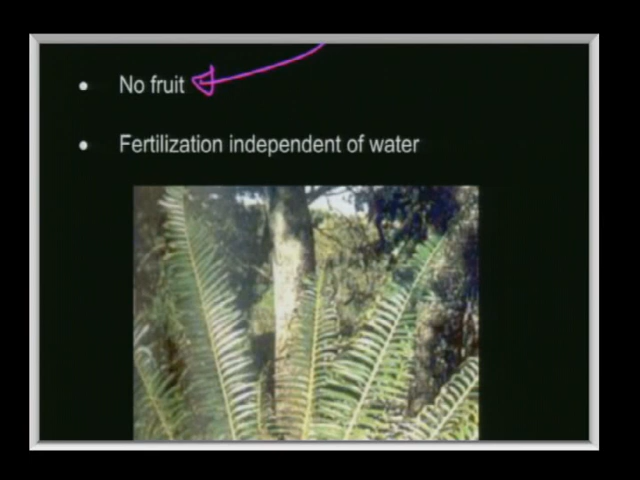 • No fruit
• Fertilization independent of water